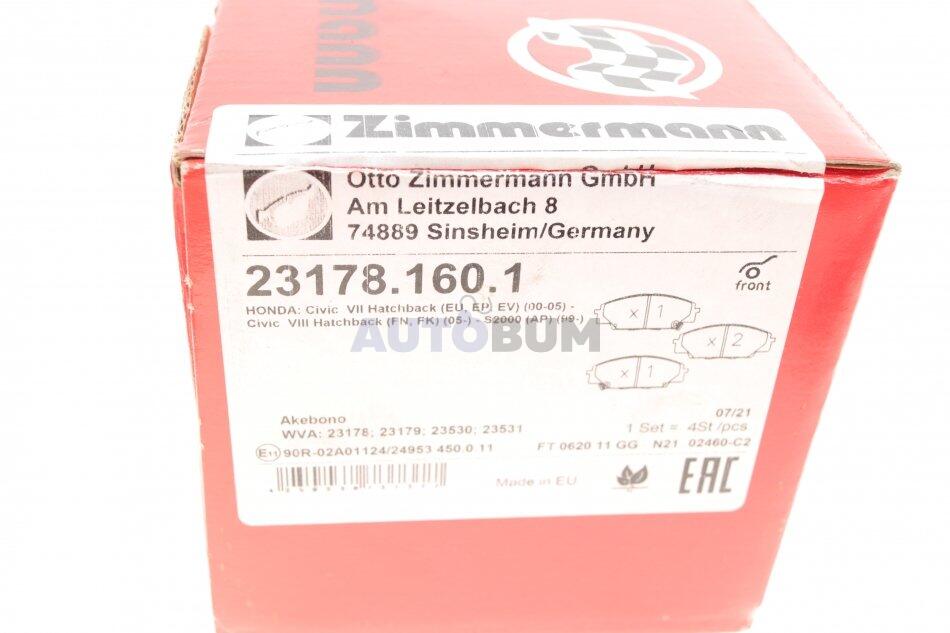 Zimmermann
Otto Zimmermann GmbH
Am Leitzelbach 8
74889 Sinsheim/Germany
23178.160.1
front
HONDA: Civic VII Hatchback (EU, EP, EV) (00-05) -
Civic VIII Hatchback (FN, FK) (05-) - S2000 (AP) (99-)
x 1
x 2
x 1
AUTOBUM
Akebono
07/21
WVA: 23178; 23179; 23530; 23531
1 Set = 4St /pcs
E11 90R-02A01124/24953 450.0.11
FT 0620 11 GG N21 02460-C2
Made in EU
EAC